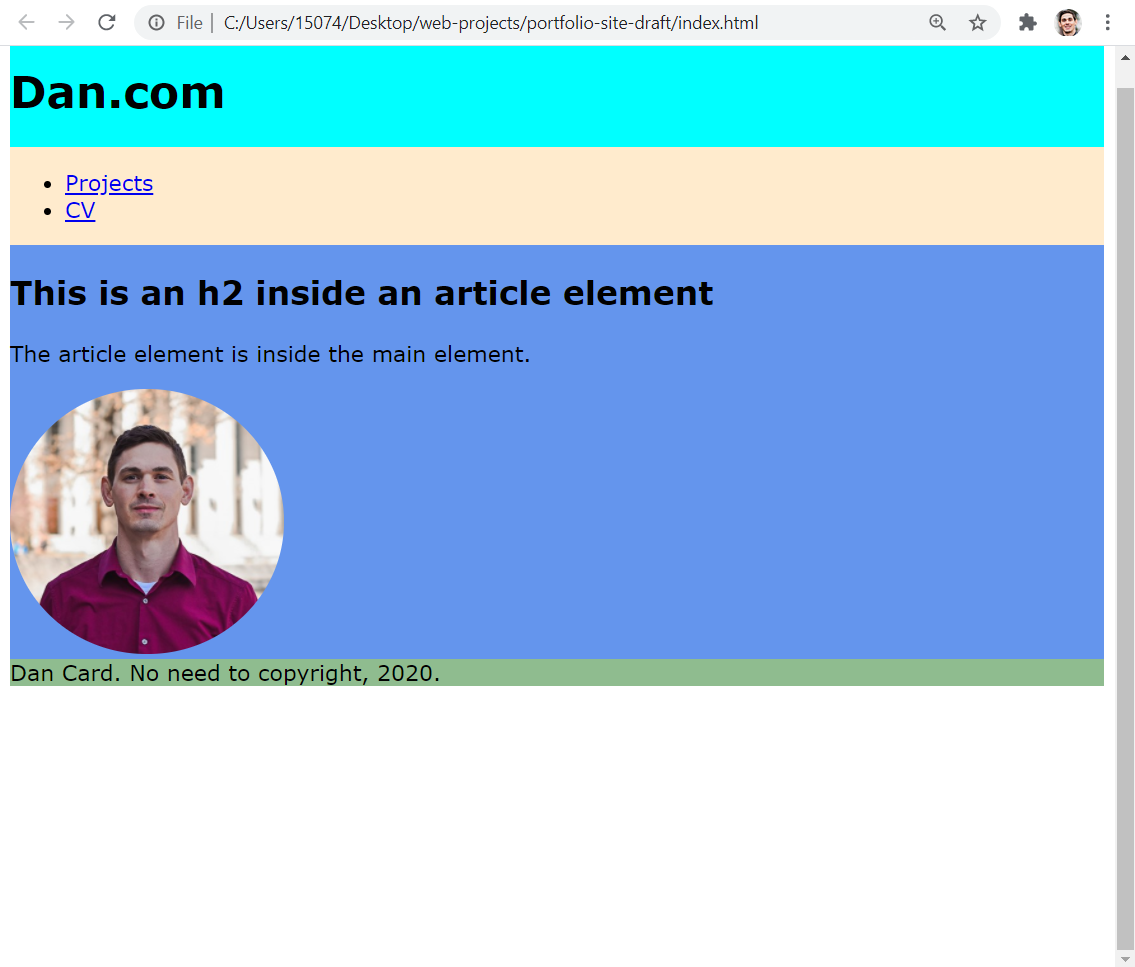 File | C:/Users/15074/Desktop/web-projects/portfolio-site-draft/index.html
Dan.com
• Projects
• CV
This is an h2 inside an article element
The article element is inside the main element.
Dan Card. No need to copyright, 2020.